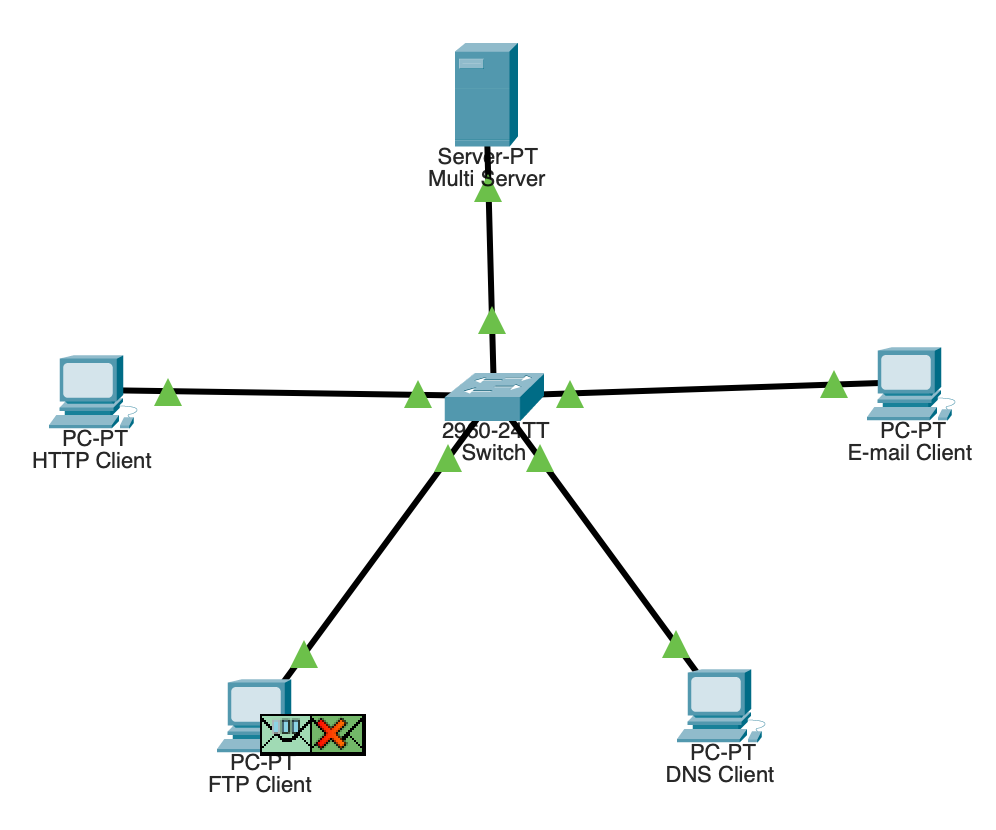 Server-PT
Multi Server
PC-PT
HTTP Client
2950-24TT
Switch
PC-PT
E-mail Client
PC-PT
FTP Client
PC-PT
DNS Client